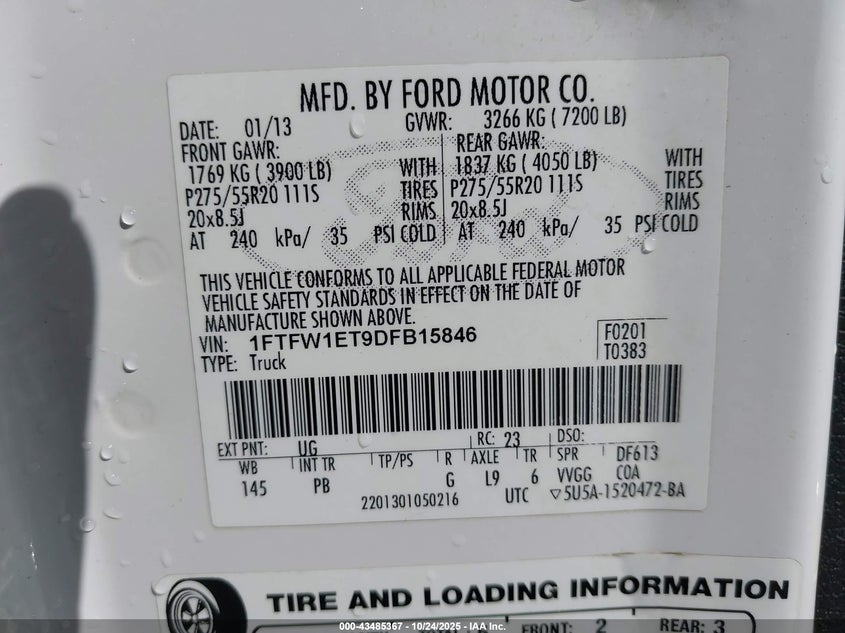 MFD. BY FORD MOTOR CO.
DATE: 01/13 GVWR: 3266 KG ( 7200 LB)
FRONT GAWR: REAR GAWR:
1769 KG ( 3900 LB) WITH 1837 KG ( 4050 LB) WITH
P275/55R20 111S TIRES P275/55R20 111S TIRES
20x8.5J RIMS 20x8.5J RIMS
AT 240 kPa/ 35 PSI COLD AT 240 kPa/ 35 PSI COLD
THIS VEHICLE CONFORMS TO ALL APPLICABLE FEDERAL MOTOR
VEHICLE SAFETY STANDARDS IN EFFECT ON THE DATE OF
MANUFACTURE SHOWN ABOVE.
VIN: 1FTFW1ET9DFB15846 F0201
TYPE: Truck T0383
EXT PNT: UG RC: 23 DSO:
WB INT TR TP/PS R AXLE TR SPR DF613
145 PB G L9 6 VVGG COA
2201301050216 UTC ▽5U5A-1520472-BA
TIRE AND LOADING INFORMATION
FRONT: 2 REAR: 3
000-43485367 - 10/24/2025 - IAA Inc.